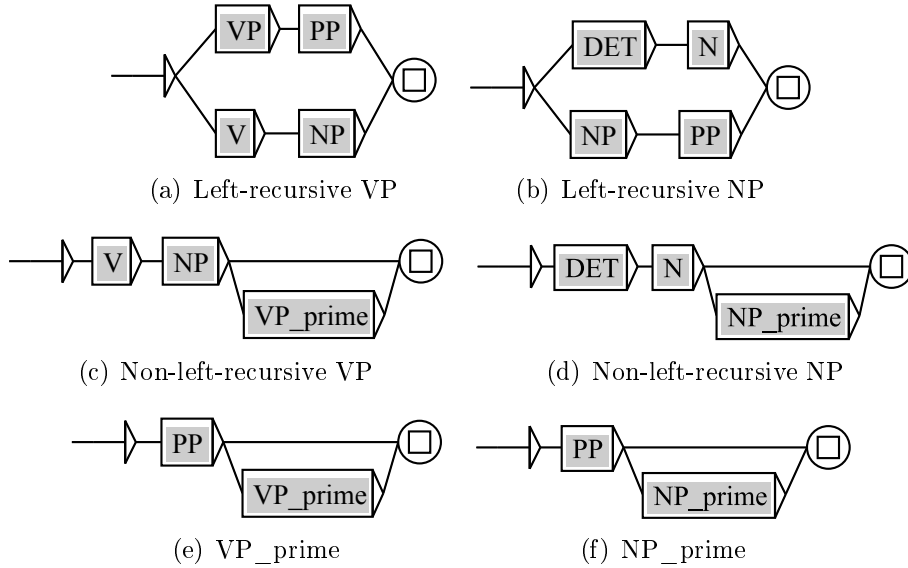 VP PP
V NP
(a) Left-recursive VP
DET N
NP PP
(b) Left-recursive NP
V NP
VP_prime
(c) Non-left-recursive VP
DET N
NP_prime
(d) Non-left-recursive NP
PP
VP_prime
(e) VP_prime
PP
NP_prime
(f) NP_prime